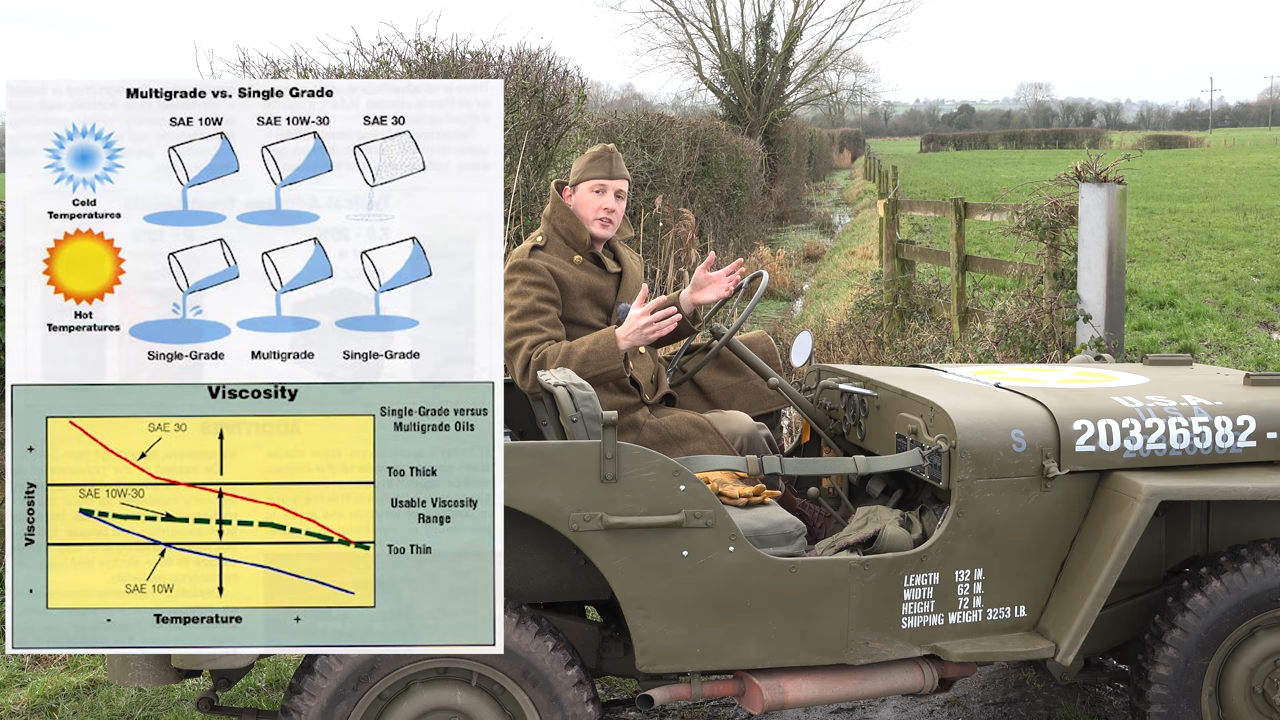 Multigrade vs. Single Grade
SAE 10W
SAE 10W-30
SAE 30
Cold
Temperatures
Hot
Temperatures
Single-Grade
Multigrade
Single-Grade
Viscosity
Single-Grade versus
Multigrade Oils
SAE 30
Too Thick
SAE 10W-30
Usable Viscosity
Range
Too Thin
SAE 10W
+
Viscosity
-
- Temperature +
U.S.A.
20326582 -
S
LENGTH 132 IN.
WIDTH 62 IN.
HEIGHT 72 IN.
SHIPPING WEIGHT 3253 LB.